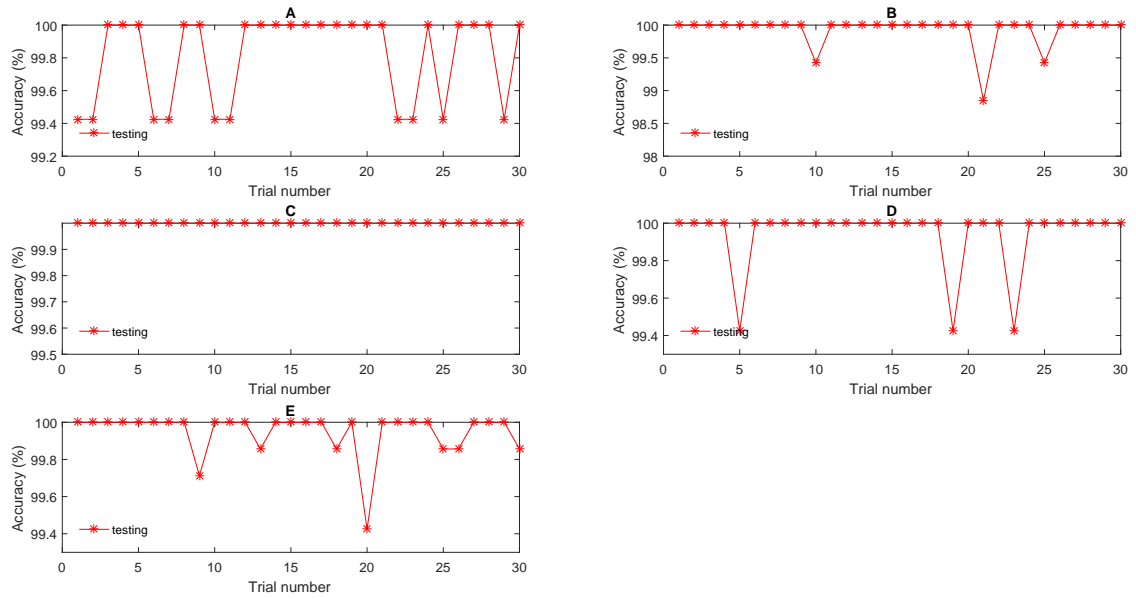 A
Accuracy (%)
100
99.8
99.6
99.4
99.2
testing
0 5 10 15 20 25 30
Trial number
B
Accuracy (%)
100
99.5
99
98.5
98
testing
0 5 10 15 20 25 30
Trial number
C
Accuracy (%)
99.9
99.8
99.7
99.6
99.5
testing
0 5 10 15 20 25 30
Trial number
D
Accuracy (%)
100
99.8
99.6
99.4
testing
0 5 10 15 20 25 30
Trial number
E
Accuracy (%)
100
99.8
99.6
99.4
testing
0 5 10 15 20 25 30
Trial number